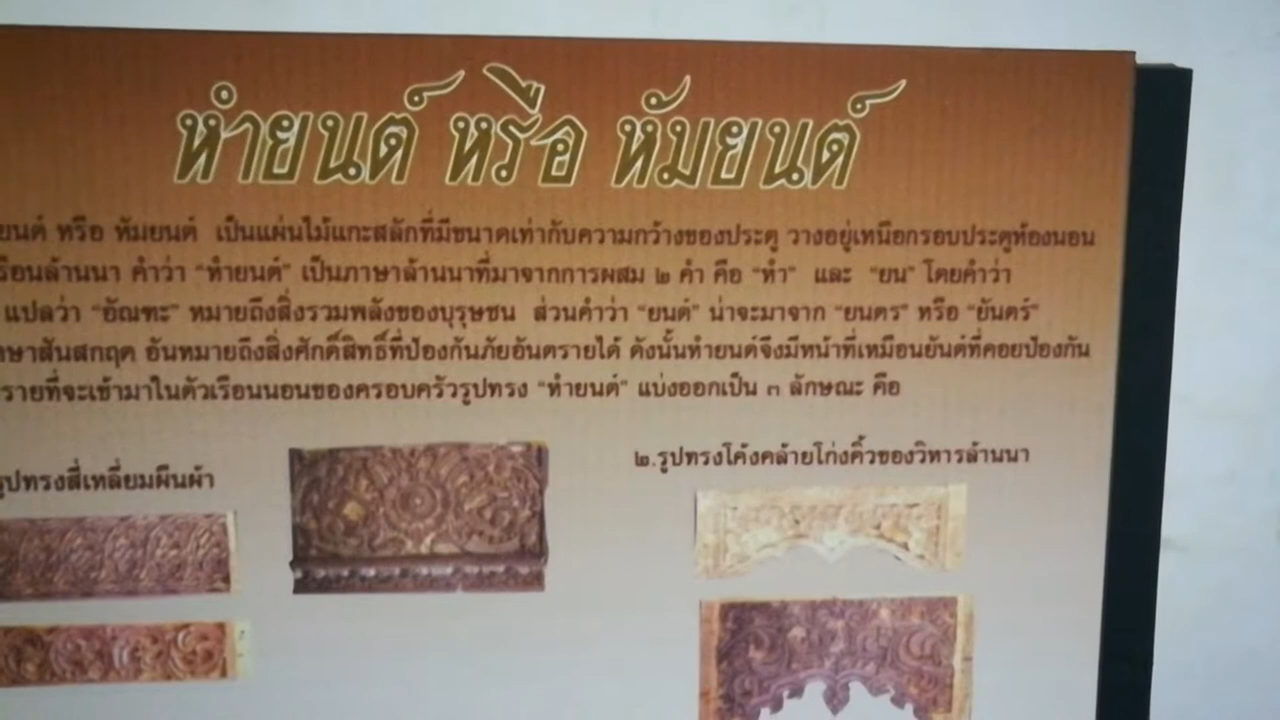 หำยนต์ หรือ หัมยนต์
ยนต์ หรือ หัมยนต์ เป็นแผ่นไม้แกะสลักที่มีขนาดเท่ากับความกว้างของประตู วางอยู่เหนือกรอบประตูห้องนอน
เรือนล้านนา คำว่า “หำยนต์” เป็นภาษาล้านนาที่มาจากการผสม ๒ คำ คือ “หำ” และ “ยน” โดยคำว่า
แปลว่า “อัณฑะ” หมายถึงสิ่งรวมพลังของบุรุษชน ส่วนคำว่า “ยนต์” น่าจะมาจาก “ยนตร” หรือ “ยันตร์”
าษาสันสกฤต อันหมายถึงสิ่งศักดิ์สิทธิ์ที่ป้องกันภัยอันตรายได้ ดังนั้นหำยนต์จึงมีหน้าที่เหมือนยันต์ที่คอยป้องกัน
รายที่จะเข้ามาในตัวเรือนนอนของครอบครัวรูปทรง “หำยนต์” แบ่งออกเป็น ๓ ลักษณะ คือ
รูปทรงสี่เหลี่ยมผืนผ้า
๒.รูปทรงโค้งคล้ายโก่งคิ้วของวิหารล้านนา